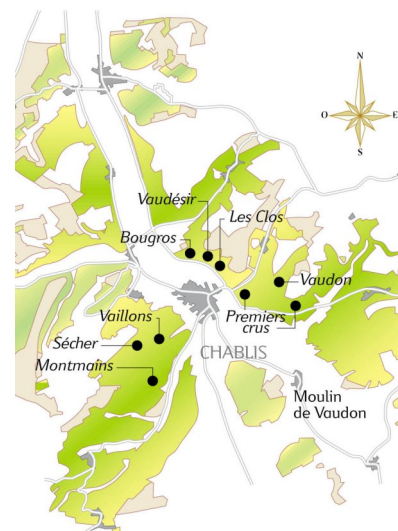 N
O
E
S
Vaudésir
Les Clos
Bougros
Vaudon
Premiers
crus
Vaillons
Sécher
CHABLIS
Montmains
Moulin
de Vaudon